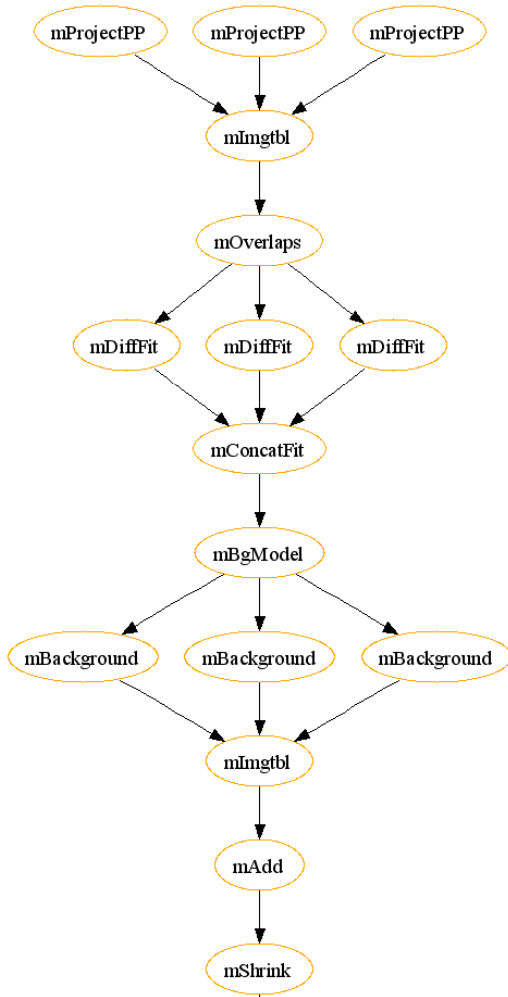 mProjectPP mProjectPP mProjectPP
mImgtbl
mOverlaps
mDiffFit mDiffFit mDiffFit
mConcatFit
mBgModel
mBackground mBackground mBackground
mImgtbl
mAdd
mShrink